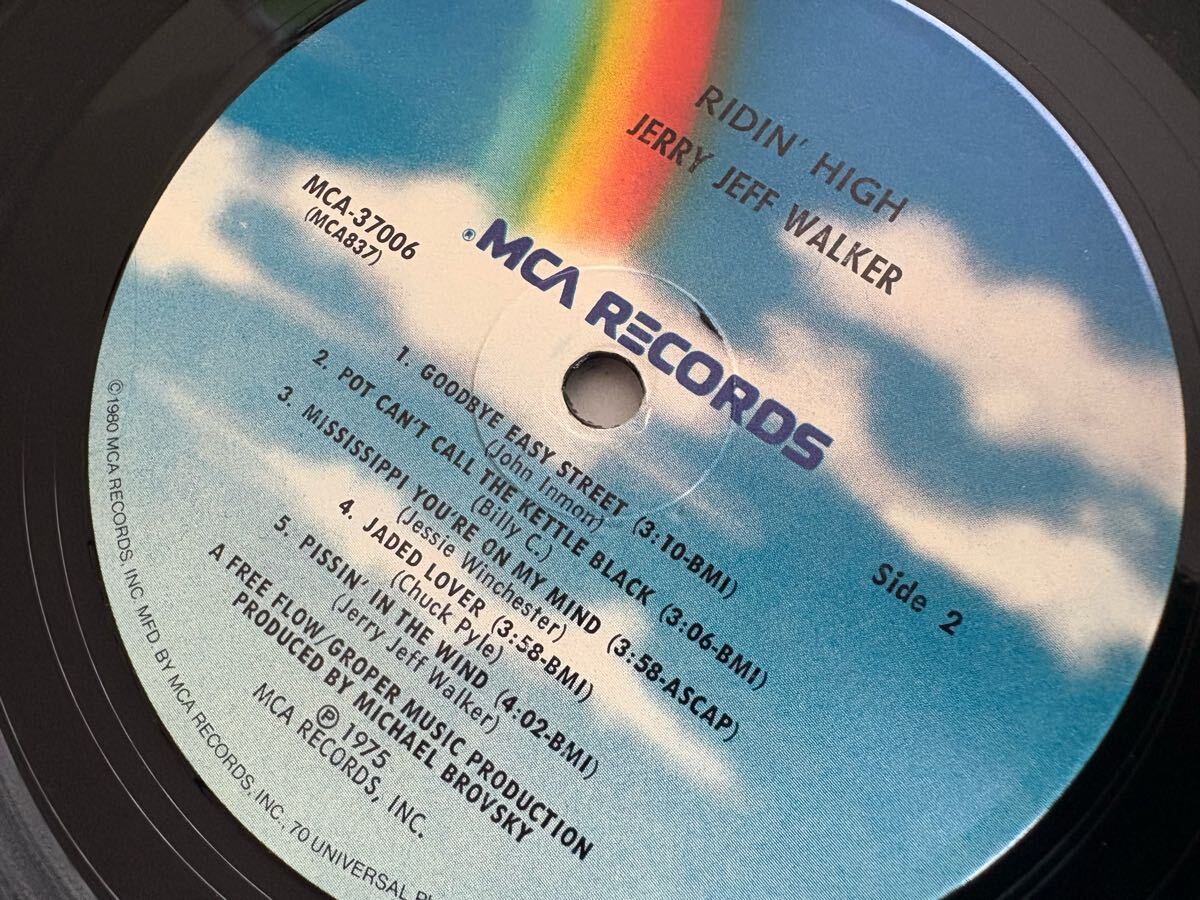 RIDIN' HIGH
JERRY JEFF WALKER
MCA-37006
(MCA837)
® MCA RECORDS
Side 2
1. GOODBYE EASY STREET (3:10-BMI)
(John Inmon)
2. POT CAN'T CALL THE KETTLE BLACK (3:06-BMI)
(Billy C.)
3. MISSISSIPPI YOU'RE ON MY MIND (3:58-ASCAP)
(Jessie Winchester)
4. JADED LOVER (3:58-BMI)
(Chuck Pyle)
5. PISSIN' IN THE WIND (4:02-BMI)
(Jerry Jeff Walker)
A FREE FLOW/GROPER MUSIC PRODUCTION
PRODUCED BY MICHAEL BROVSKY
℗ 1975
MCA RECORDS, INC.
©1980 MCA RECORDS, INC. MFD. BY MCA RECORDS, INC., 70 UNIVERSAL